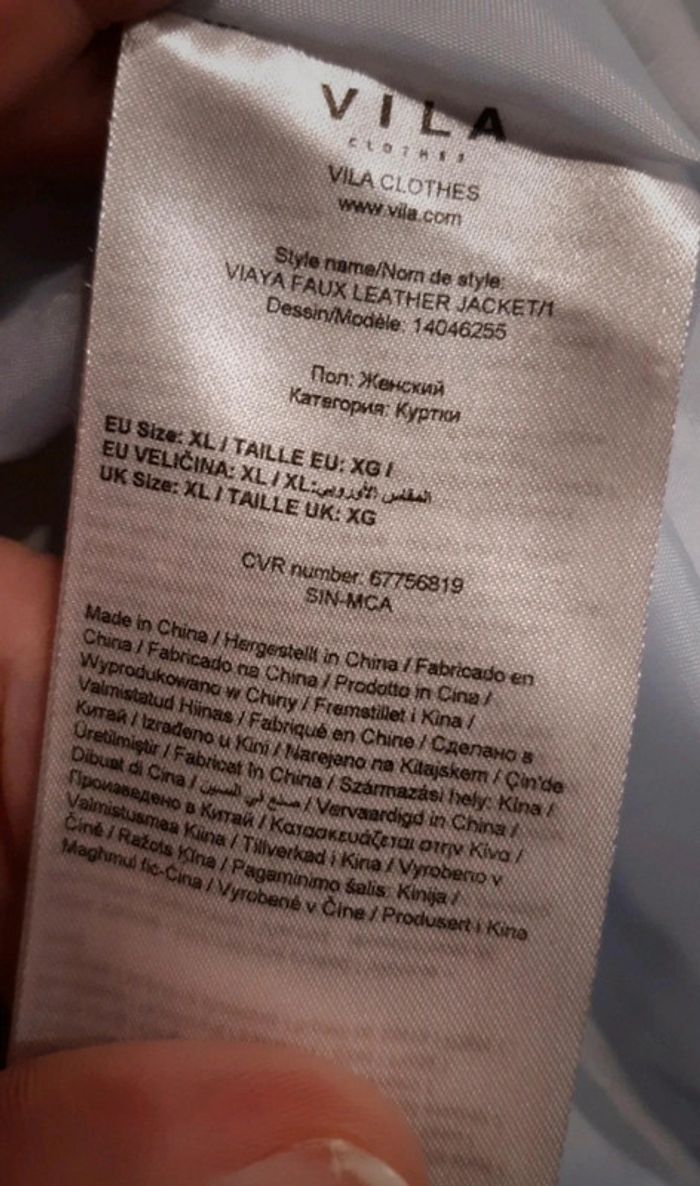 VILA
CLOTHES
VILA CLOTHES
www.vila.com
Style name/Nom de style:
VIAYA FAUX LEATHER JACKET/1
Dessin/Modèle: 14046255
Пол: Женский
Категория: Куртки
EU Size: XL / TAILLE EU: XG /
EU VELIČINA: XL / XL:المقاس الأوروبي
UK Size: XL / TAILLE UK: XG
CVR number: 67756819
SIN-MCA
Made in China / Hergestellt in China / Fabricado en
China / Fabricado na China / Prodotto in Cina /
Wyprodukowano w Chiny / Fremstillet i Kina /
Valmistatud Hiinas / Fabriqué en Chine / Сделано в
Китай / Izrađeno u Kini / Narejeno na Kitajskem / Çin'de
Üretilmiştir / Fabricat în China / Származási hely: Kína /
Dibuat di Cina / صنع في الصين / Vervaardigd in China /
Произведено в Китай / Κατασκευάζεται στην Κίνα /
Valmistusmaa Kiina / Tillverkad i Kina / Vyrobeno v
Číně / Ražots Ķīna / Pagaminimo šalis: Kinija /
Maghmul fiċ-Ċina / Vyrobené v Číne / Produsert i Kina